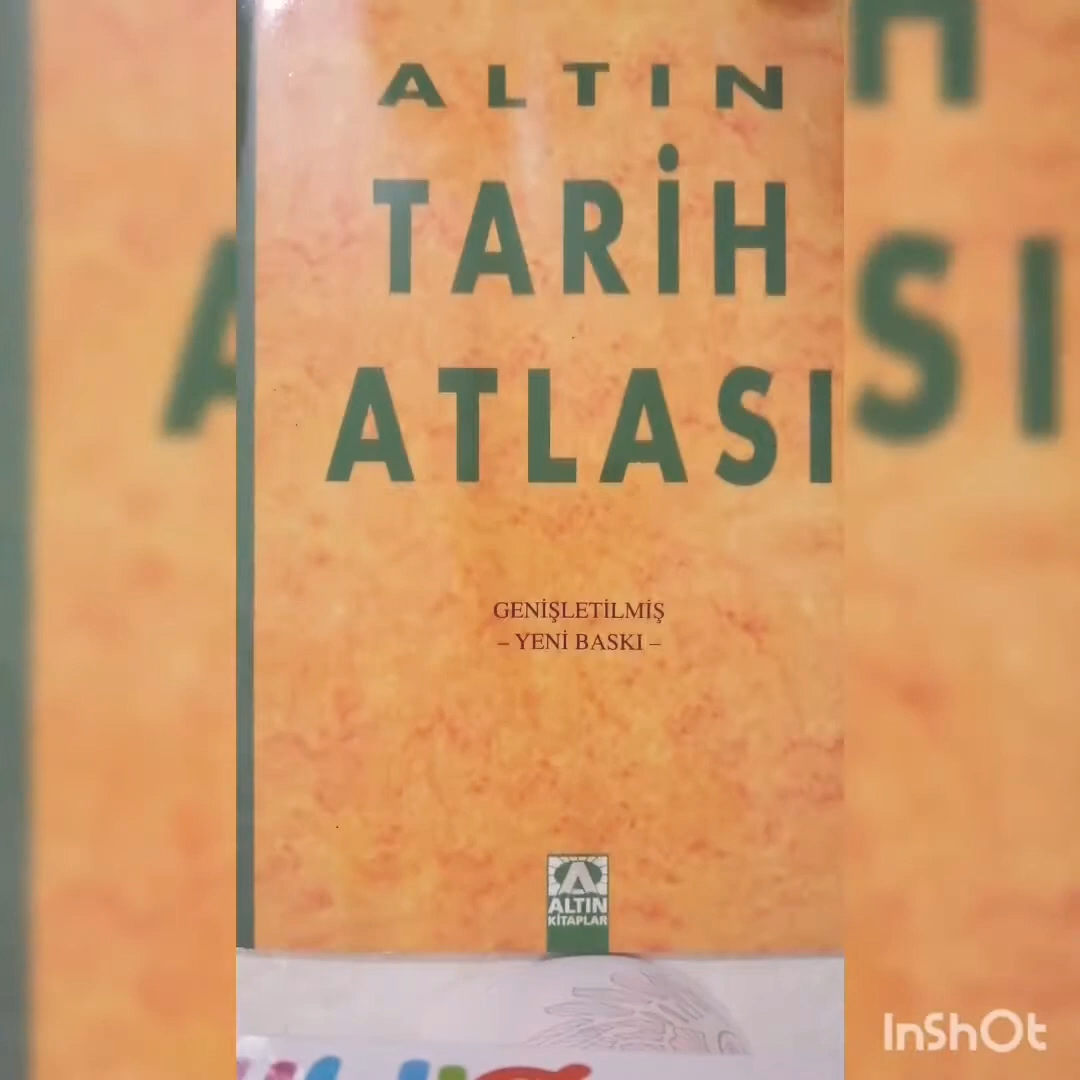 ALTIN
TARİH
ATLASI
GENİŞLETİLMİŞ
– YENİ BASKI –
ALTIN
KİTAPLAR
InShOt